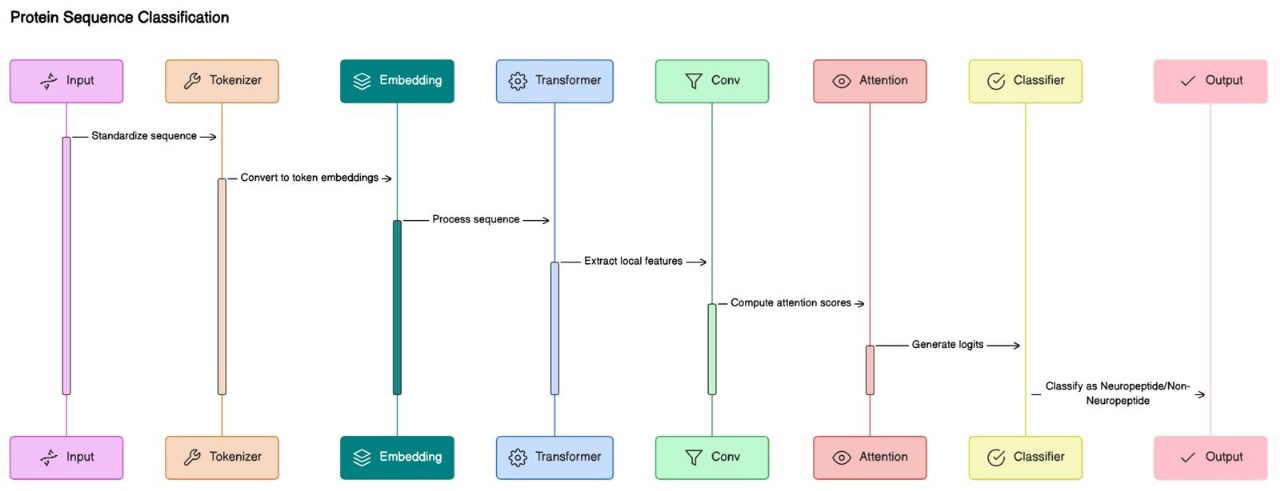 Protein Sequence Classification
Input
Tokenizer
Embedding
Transformer
Conv
Attention
Classifier
Output
Standardize sequence
Convert to token embeddings
Process sequence
Extract local features
Compute attention scores
Generate logits
Classify as Neuropeptide/Non-
Neuropeptide
Input
Tokenizer
Embedding
Transformer
Conv
Attention
Classifier
Output